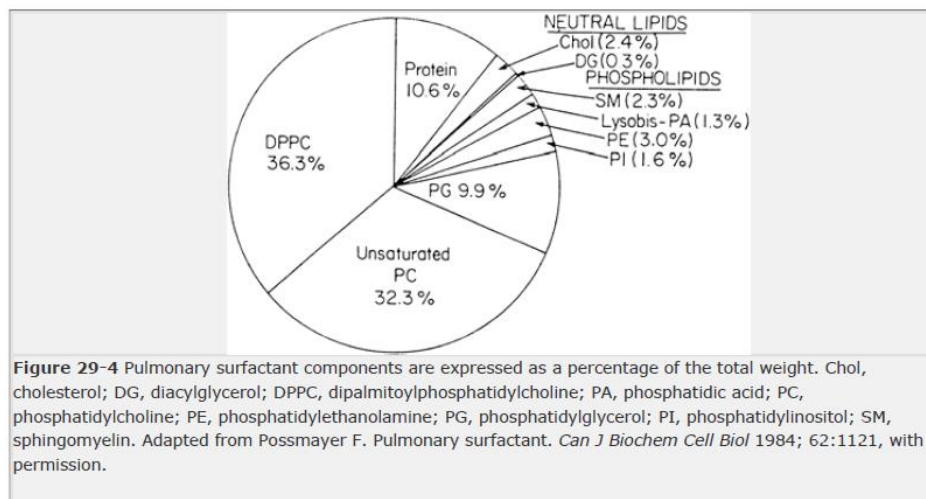 NEUTRAL LIPIDS
Chol (2.4%)
DG (0.3%)
PHOSPHOLIPIDS
SM (2.3%)
Lysobis-PA (1.3%)
PE (3.0%)
PI (1.6%)
Protein
10.6%
DPPC
36.3%
PG 9.9%
Unsaturated
PC
32.3%
Figure 29-4 Pulmonary surfactant components are expressed as a percentage of the total weight. Chol,
cholesterol; DG, diacylglycerol; DPPC, dipalmitoylphosphatidylcholine; PA, phosphatidic acid; PC,
phosphatidylcholine; PE, phosphatidylethanolamine; PG, phosphatidylglycerol; PI, phosphatidylinositol; SM,
sphingomyelin. Adapted from Possmayer F. Pulmonary surfactant. Can J Biochem Cell Biol 1984; 62:1121, with
permission.